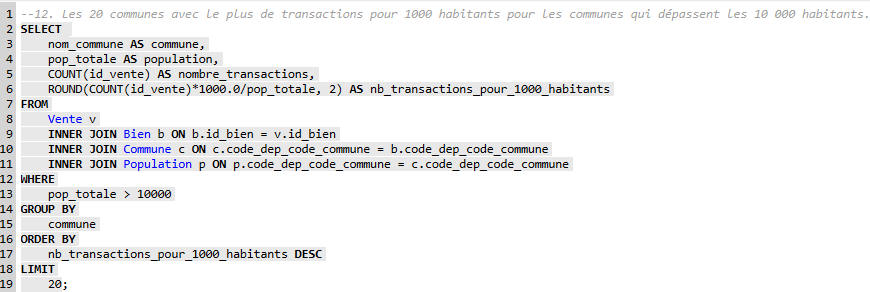 1 --12. Les 20 communes avec le plus de transactions pour 1000 habitants pour les communes qui dépassent les 10 000 habitants.
2 SELECT
3 nom_commune AS commune,
4 pop_totale AS population,
5 COUNT(id_vente) AS nombre_transactions,
6 ROUND(COUNT(id_vente)*1000.0/pop_totale, 2) AS nb_transactions_pour_1000_habitants
7 FROM
8 Vente v
9 INNER JOIN Bien b ON b.id_bien = v.id_bien
10 INNER JOIN Commune c ON c.code_dep_code_commune = b.code_dep_code_commune
11 INNER JOIN Population p ON p.code_dep_code_commune = c.code_dep_code_commune
12 WHERE
13 pop_totale > 10000
14 GROUP BY
15 commune
16 ORDER BY
17 nb_transactions_pour_1000_habitants DESC
18 LIMIT
19 20;